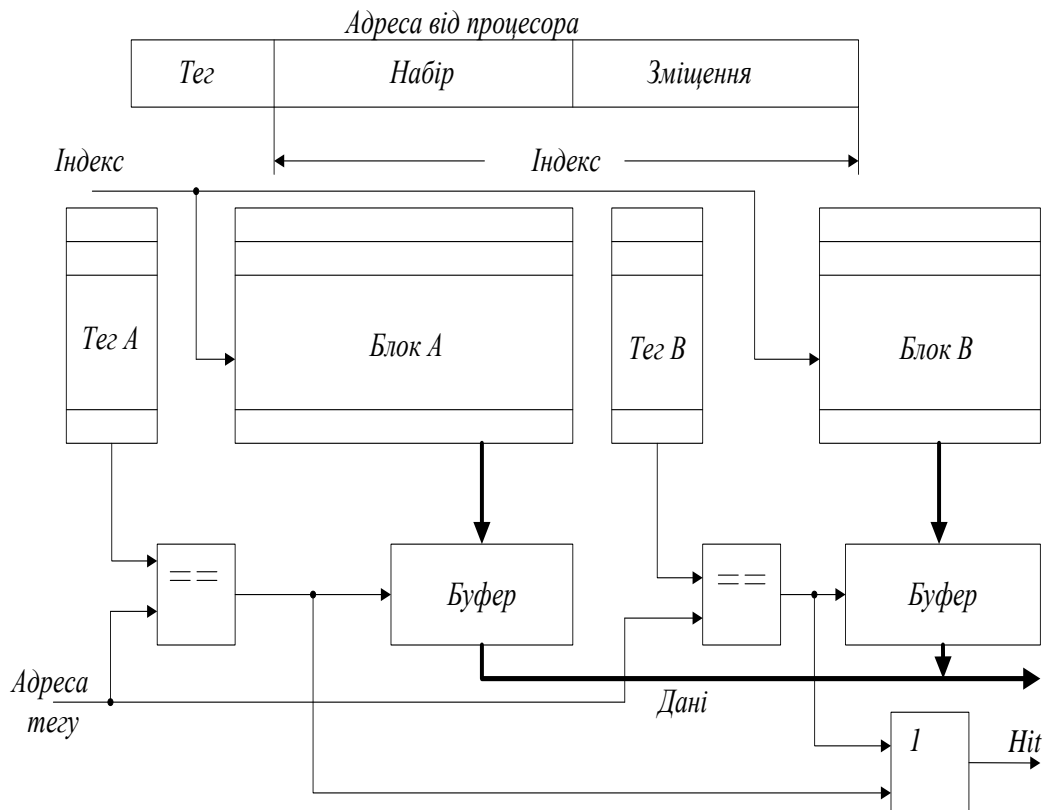 Адреса від процесора
Тег Набір Зміщення
Індекс Індекс
Тег А Блок А Тег В Блок В
== ==
Буфер Буфер
Адреса
тегу
Дані
1 Hit